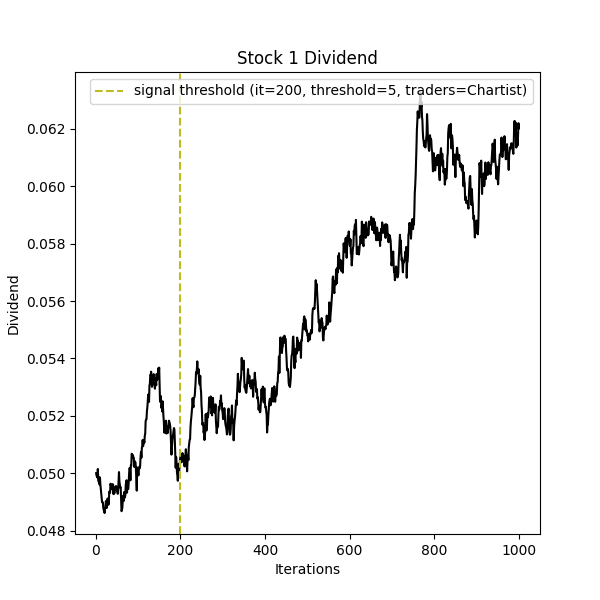 Stock 1 Dividend
signal threshold (it=200, threshold=5, traders=Chartist)
0.062
0.060
0.058
0.056
0.054
0.052
0.050
0.048
Dividend
0 200 400 600 800 1000
Iterations